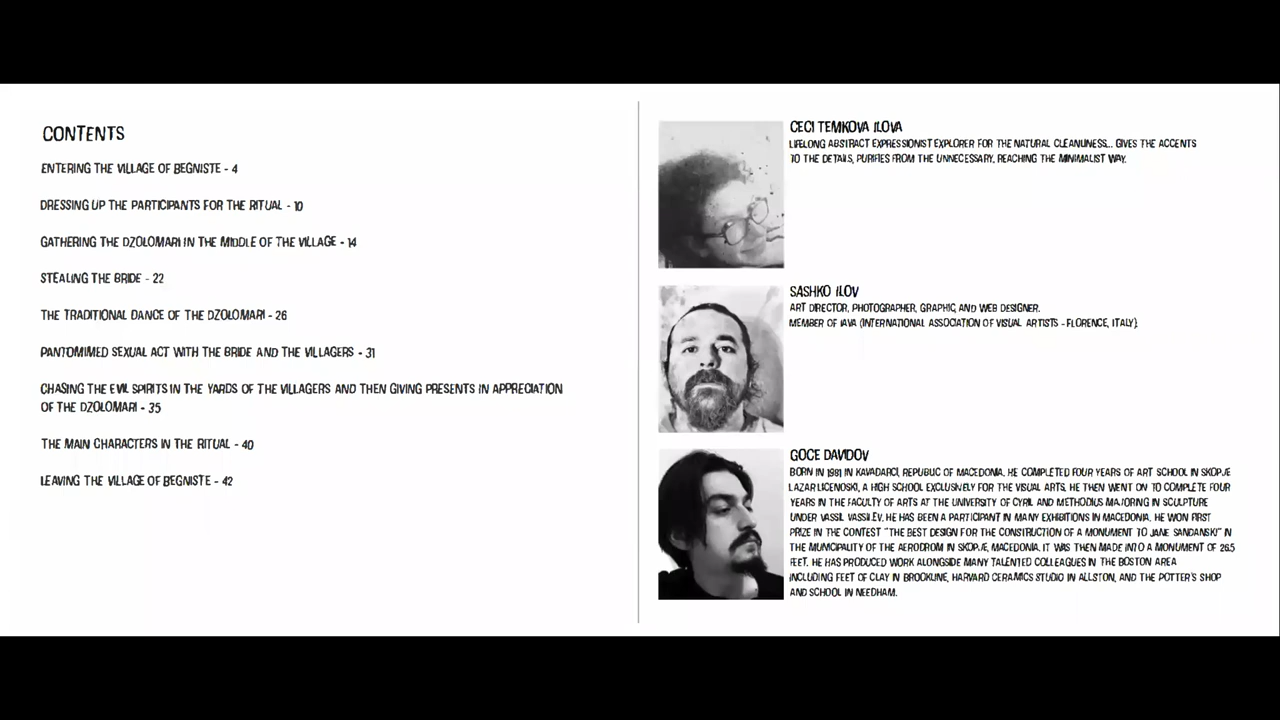 CONTENTS
ENTERING THE VILLAGE OF BEGNISTE - 4
DRESSING UP THE PARTICIPANTS FOR THE RITUAL - 10
GATHERING THE DZOLOMARI IN THE MIDDLE OF THE VILLAGE - 14
STEALING THE BRIDE - 22
THE TRADITIONAL DANCE OF THE DZOLOMARI - 26
PANTOMIMED SEXUAL ACT WITH THE BRIDE AND THE VILLAGERS - 31
CHASING THE EVIL SPIRITS IN THE YARDS OF THE VILLAGERS AND THEN GIVING PRESENTS IN APPRECIATION
OF THE DZOLOMARI - 35
THE MAIN CHARACTERS IN THE RITUAL - 40
LEAVING THE VILLAGE OF BEGNISTE - 42
CECI TEMKOVA ILOVA
LIFELONG ABSTRACT EXPRESSIONIST EXPLORER FOR THE NATURAL CLEANLINESS... GIVES THE ACCENTS
TO THE DETAILS, PURIFIES FROM THE UNNECESSARY, REACHING THE MINIMALIST WAY.
SASHKO ILOV
ART DIRECTOR, PHOTOGRAPHER, GRAPHIC AND WEB DESIGNER.
MEMBER OF IAVA (INTERNATIONAL ASSOCIATION OF VISUAL ARTISTS - FLORENCE, ITALY).
GOCE DAVIDOV
BORN IN 1981 IN KAVADARCI, REPUBLIC OF MACEDONIA. HE COMPLETED FOUR YEARS OF ART SCHOOL IN SKOPJE
LAZAR LICENOSKI, A HIGH SCHOOL EXCLUSIVELY FOR THE VISUAL ARTS. HE THEN WENT ON TO COMPLETE FOUR
YEARS IN THE FACULTY OF ARTS AT THE UNIVERSITY OF CYRIL AND METHODIUS MAJORING IN SCULPTURE
UNDER VASSIL VASSILEV. HE HAS BEEN A PARTICIPANT IN MANY EXHIBITIONS IN MACEDONIA. HE WON FIRST
PRIZE IN THE CONTEST "THE BEST DESIGN FOR THE CONSTRUCTION OF A MONUMENT TO JANE SANDANSKI" IN
THE MUNICIPALITY OF THE AERODROM IN SKOPJE, MACEDONIA. IT WAS THEN MADE INTO A MONUMENT OF 26.5
FEET. HE HAS PRODUCED WORK ALONGSIDE MANY TALENTED COLLEAGUES IN THE BOSTON AREA
INCLUDING FEET OF CLAY IN BROOKLINE, HARVARD CERAMICS STUDIO IN ALLSTON, AND THE POTTER'S SHOP
AND SCHOOL IN NEEDHAM.